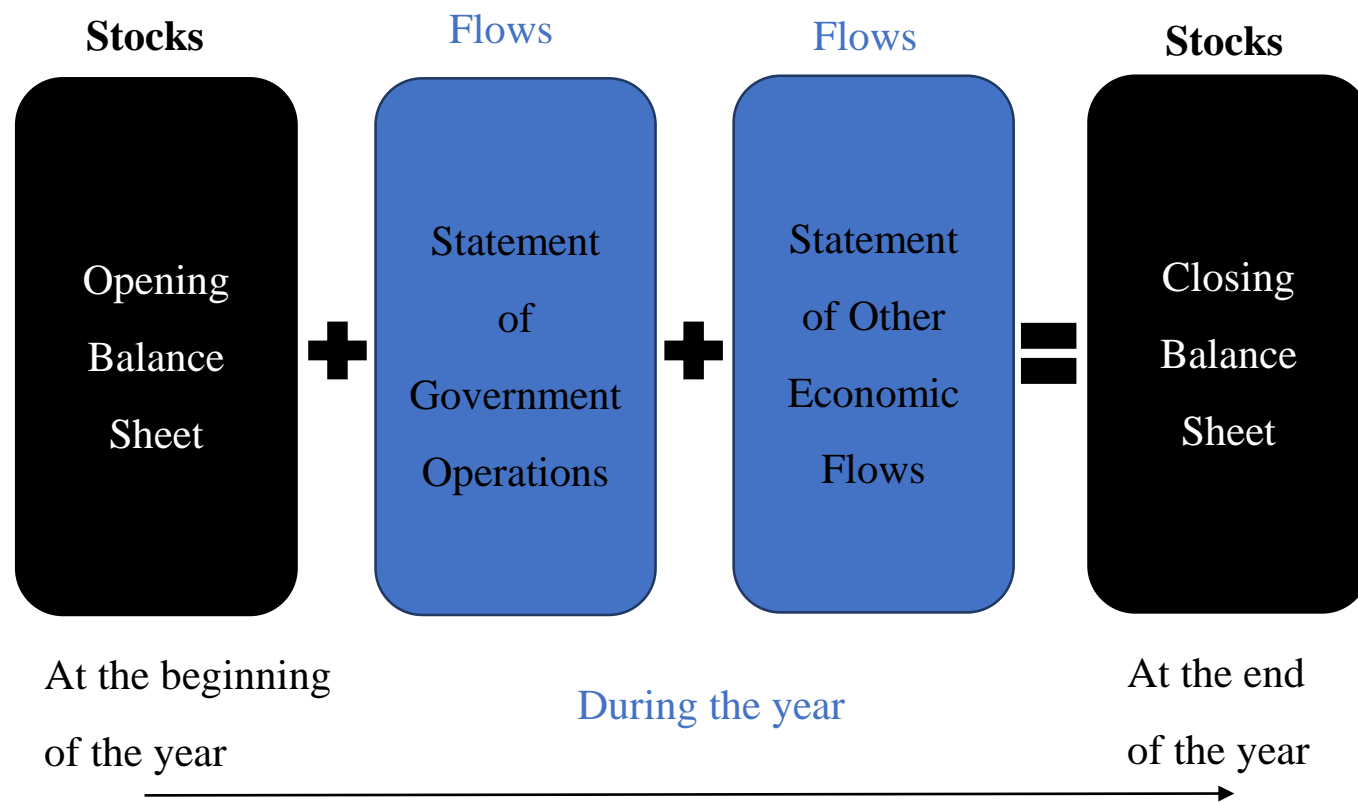 Stocks
Flows
Flows
Stocks
Opening
Balance
Sheet
Statement
of
Government
Operations
Statement
of Other
Economic
Flows
Closing
Balance
Sheet
At the beginning
of the year
During the year
At the end
of the year